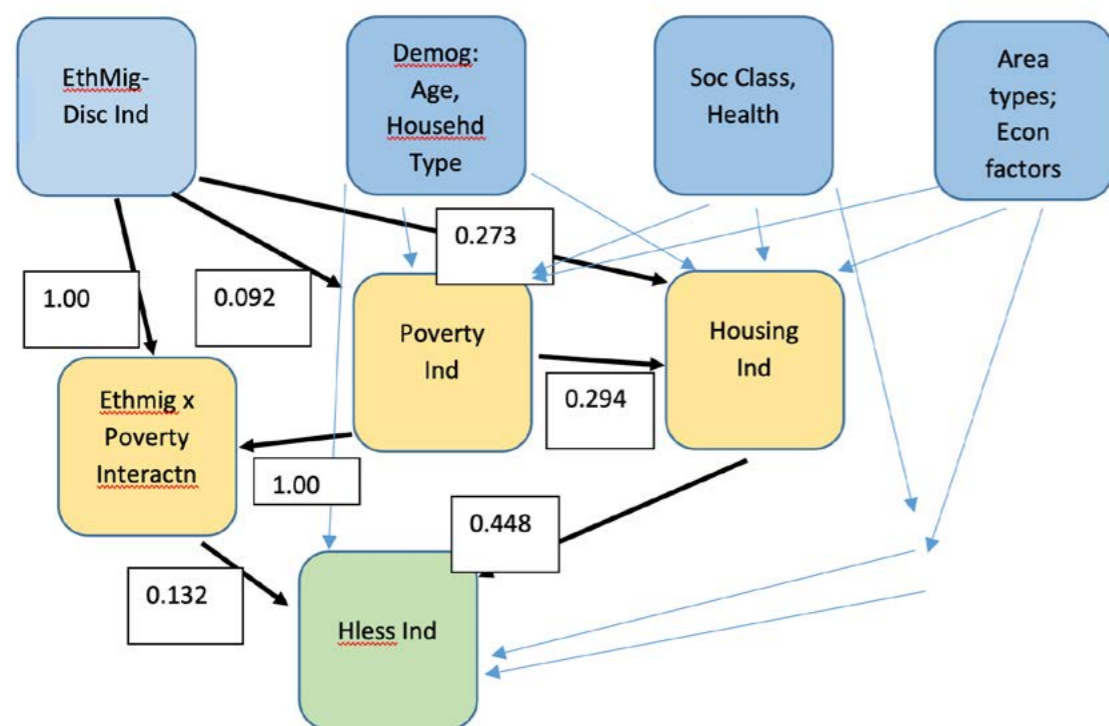 EthMig-
Disc Ind
Demog:
Age,
Househd
Type
Soc Class,
Health
Area
types;
Econ
factors
0.273
1.00
0.092
Poverty
Ind
Housing
Ind
0.294
Ethmig x
Poverty
Interactn
1.00
0.448
0.132
Hless Ind